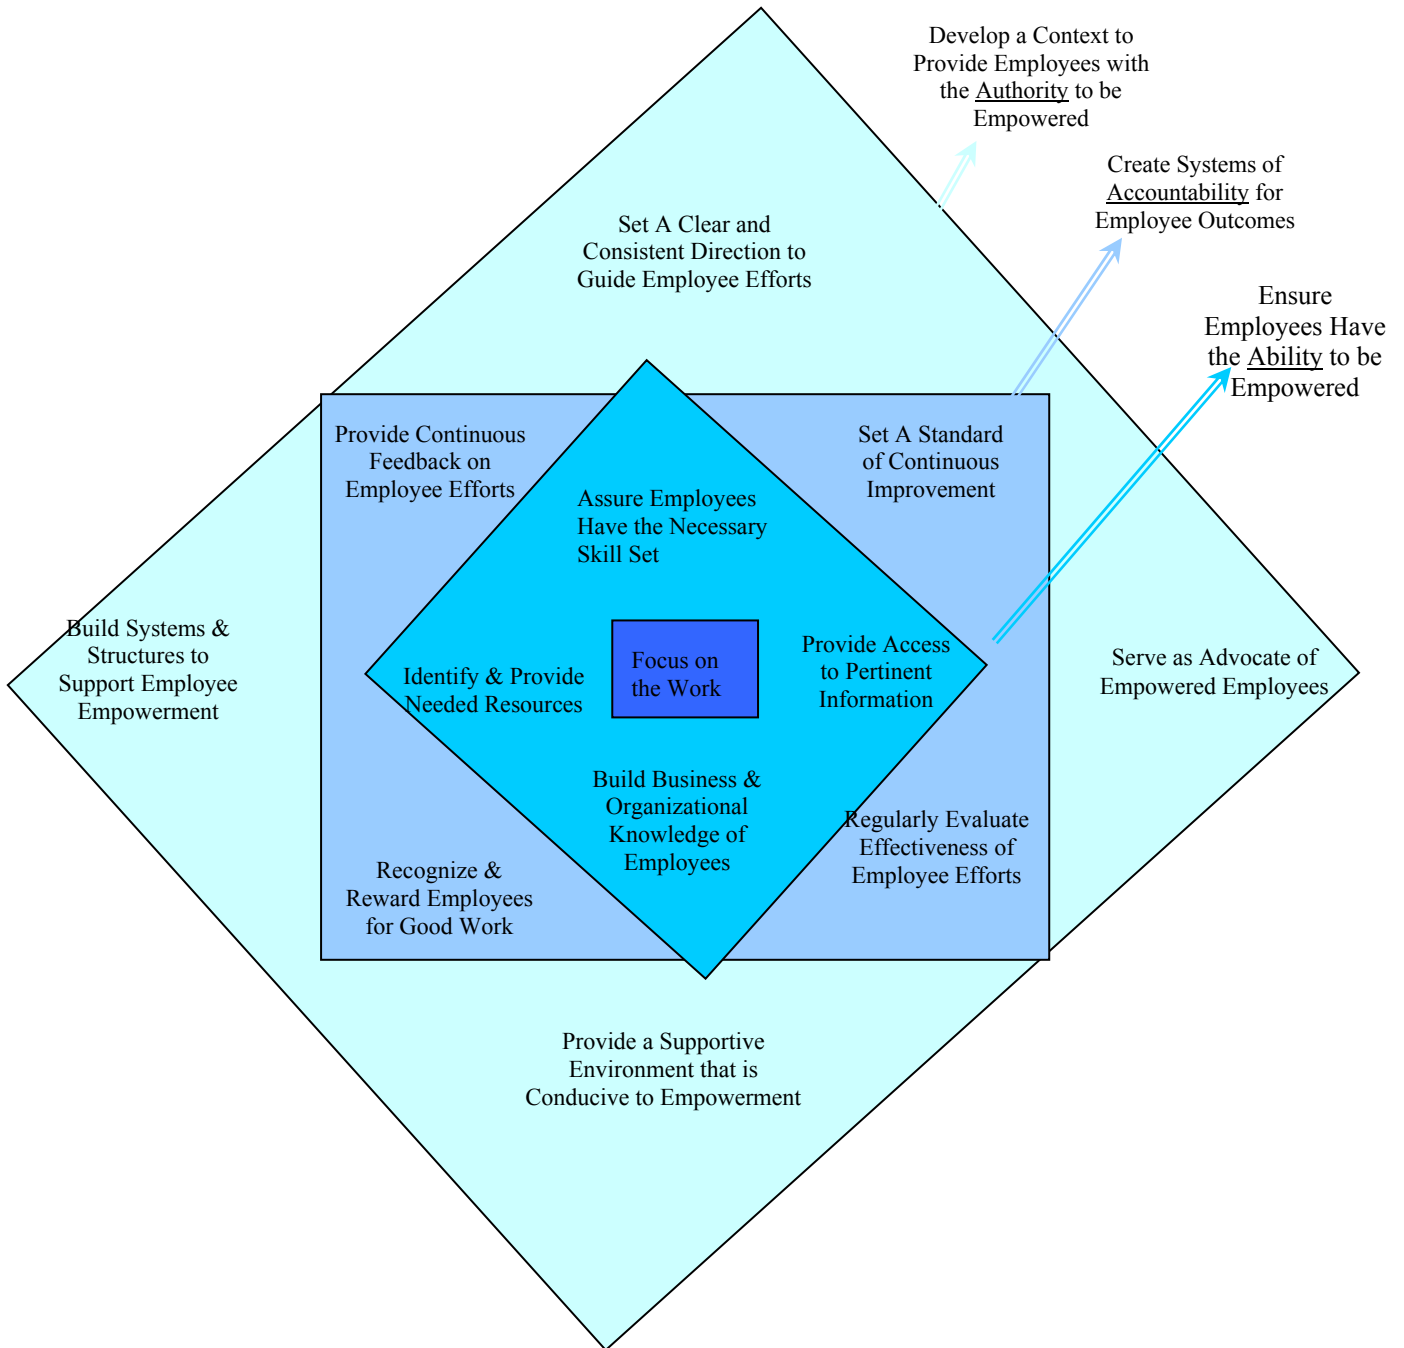 Develop a Context to
Provide Employees with
the Authority to be
Empowered
Create Systems of
Accountability for
Employee Outcomes
Set A Clear and
Consistent Direction to
Guide Employee Efforts
Ensure
Employees Have
the Ability to be
Empowered
Provide Continuous
Feedback on
Employee Efforts
Set A Standard
of Continuous
Improvement
Assure Employees
Have the Necessary
Skill Set
Build Systems &
Structures to
Support Employee
Empowerment
Identify & Provide
Needed Resources
Focus on
the Work
Provide Access
to Pertinent
Information
Serve as Advocate of
Empowered Employees
Build Business &
Organizational
Knowledge of
Employees
Regularly Evaluate
Effectiveness of
Employee Efforts
Recognize &
Reward Employees
for Good Work
Provide a Supportive
Environment that is
Conducive to Empowerment